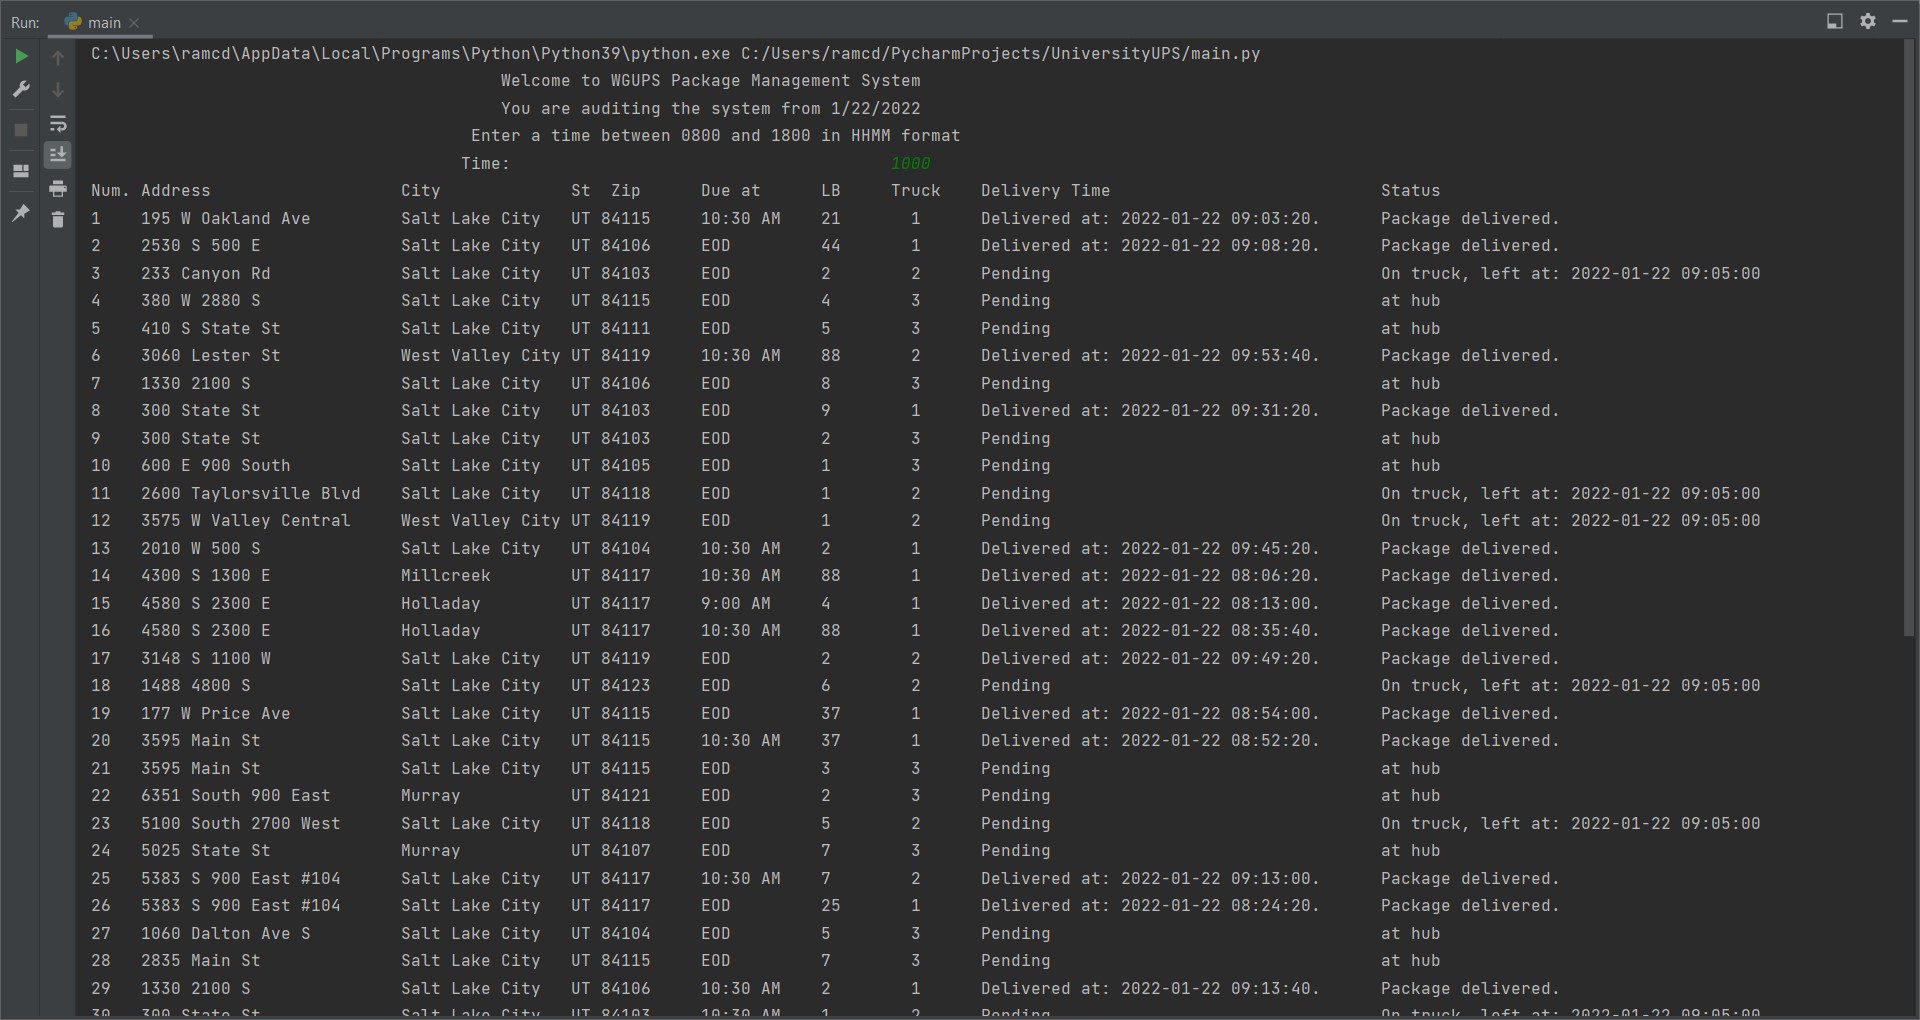 Run: main
C:\Users\ramcd\AppData\Local\Programs\Python\Python39\python.exe C:/Users/ramcd/PycharmProjects/UniversityUPS/main.py
Welcome to WGUPS Package Management System
You are auditing the system from 1/22/2022
Enter a time between 0800 and 1800 in HHMM format
Time: 1000
Num. Address City St Zip Due at LB Truck Delivery Time Status
1 195 W Oakland Ave Salt Lake City UT 84115 10:30 AM 21 1 Delivered at: 2022-01-22 09:03:20. Package delivered.
2 2530 S 500 E Salt Lake City UT 84106 EOD 44 1 Delivered at: 2022-01-22 09:08:20. Package delivered.
3 233 Canyon Rd Salt Lake City UT 84103 EOD 2 2 Pending On truck, left at: 2022-01-22 09:05:00
4 380 W 2880 S Salt Lake City UT 84115 EOD 4 3 Pending at hub
5 410 S State St Salt Lake City UT 84111 EOD 5 3 Pending at hub
6 3060 Lester St West Valley City UT 84119 10:30 AM 88 2 Delivered at: 2022-01-22 09:53:40. Package delivered.
7 1330 2100 S Salt Lake City UT 84106 EOD 8 3 Pending at hub
8 300 State St Salt Lake City UT 84103 EOD 9 1 Delivered at: 2022-01-22 09:31:20. Package delivered.
9 300 State St Salt Lake City UT 84103 EOD 2 3 Pending at hub
10 600 E 900 South Salt Lake City UT 84105 EOD 1 3 Pending at hub
11 2600 Taylorsville Blvd Salt Lake City UT 84118 EOD 1 2 Pending On truck, left at: 2022-01-22 09:05:00
12 3575 W Valley Central West Valley City UT 84119 EOD 1 2 Pending On truck, left at: 2022-01-22 09:05:00
13 2010 W 500 S Salt Lake City UT 84104 10:30 AM 2 1 Delivered at: 2022-01-22 09:45:20. Package delivered.
14 4300 S 1300 E Millcreek UT 84117 10:30 AM 88 1 Delivered at: 2022-01-22 08:06:20. Package delivered.
15 4580 S 2300 E Holladay UT 84117 9:00 AM 4 1 Delivered at: 2022-01-22 08:13:00. Package delivered.
16 4580 S 2300 E Holladay UT 84117 10:30 AM 88 1 Delivered at: 2022-01-22 08:35:40. Package delivered.
17 3148 S 1100 W Salt Lake City UT 84119 EOD 2 2 Delivered at: 2022-01-22 09:49:20. Package delivered.
18 1488 4800 S Salt Lake City UT 84123 EOD 6 2 Pending On truck, left at: 2022-01-22 09:05:00
19 177 W Price Ave Salt Lake City UT 84115 EOD 37 1 Delivered at: 2022-01-22 08:54:00. Package delivered.
20 3595 Main St Salt Lake City UT 84115 10:30 AM 37 1 Delivered at: 2022-01-22 08:52:20. Package delivered.
21 3595 Main St Salt Lake City UT 84115 EOD 3 3 Pending at hub
22 6351 South 900 East Murray UT 84121 EOD 2 3 Pending at hub
23 5100 South 2700 West Salt Lake City UT 84118 EOD 5 2 Pending On truck, left at: 2022-01-22 09:05:00
24 5025 State St Murray UT 84107 EOD 7 3 Pending at hub
25 5383 S 900 East #104 Salt Lake City UT 84117 10:30 AM 7 2 Delivered at: 2022-01-22 09:13:00. Package delivered.
26 5383 S 900 East #104 Salt Lake City UT 84117 EOD 25 1 Delivered at: 2022-01-22 08:24:20. Package delivered.
27 1060 Dalton Ave S Salt Lake City UT 84104 EOD 5 3 Pending at hub
28 2835 Main St Salt Lake City UT 84115 EOD 7 3 Pending at hub
29 1330 2100 S Salt Lake City UT 84106 10:30 AM 2 1 Delivered at: 2022-01-22 09:13:40. Package delivered.
30 300 State St Salt Lake City UT 84103 10:30 AM 1 2 Pending On truck, left at: 2022-01-22 09:05:00